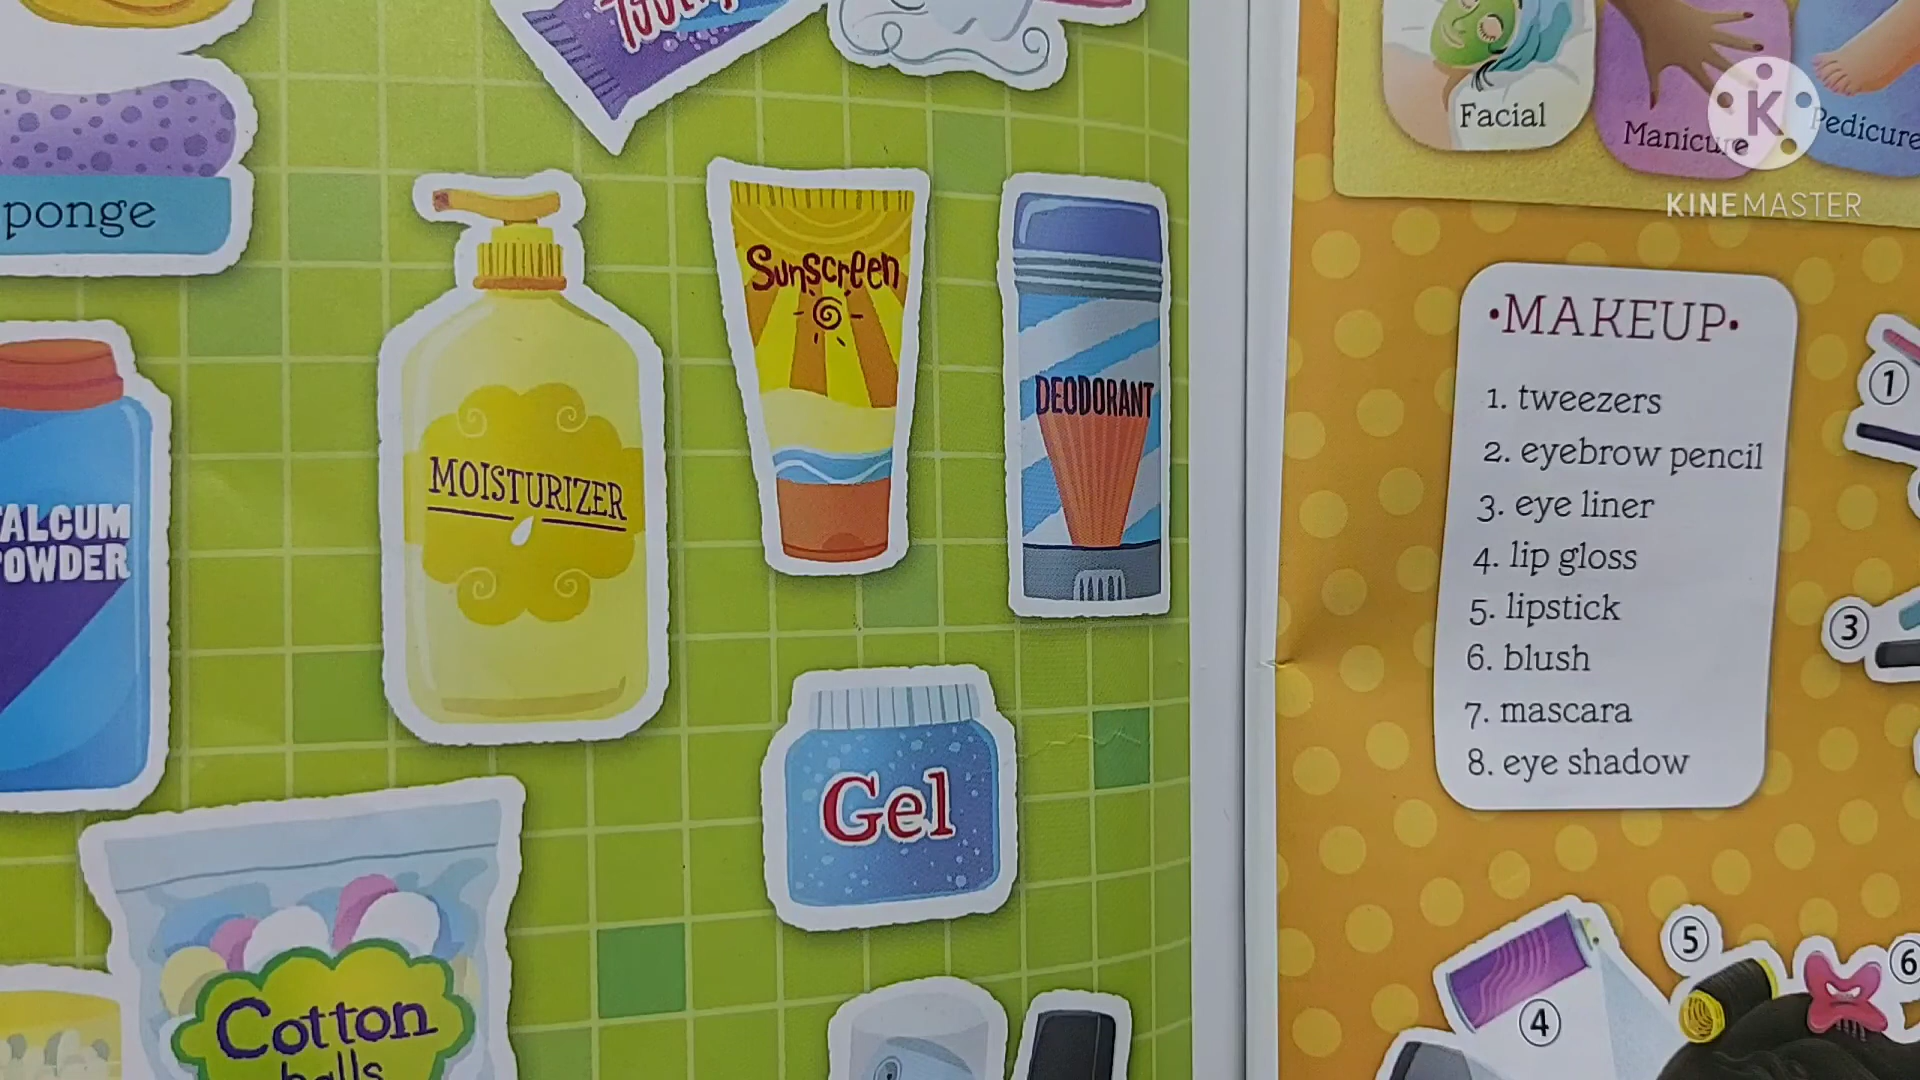 ponge
MOISTURIZER
Sunscreen
DEODORANT
ALCUM
OWDER
Gel
Cotton
balls
Facial
Manicure
Pedicure
K
KINEMASTER
•MAKEUP•
1. tweezers
2. eyebrow pencil
3. eye liner
4. lip gloss
5. lipstick
6. blush
7. mascara
8. eye shadow
1
3
5
6
4